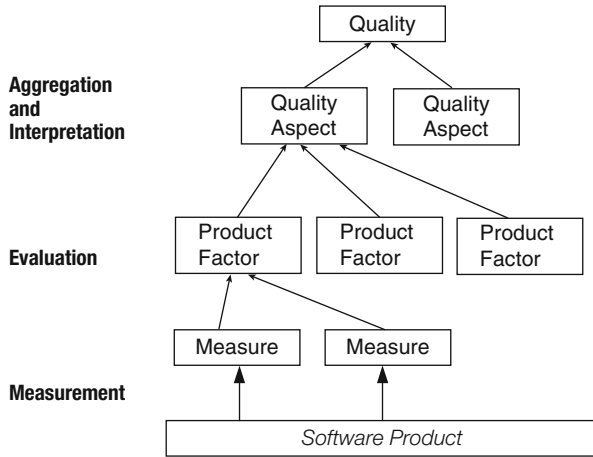 Quality
Aggregation
and
Interpretation
Quality
Aspect
Quality
Aspect
Evaluation
Product
Factor
Product
Factor
Product
Factor
Measure
Measure
Measurement
Software Product